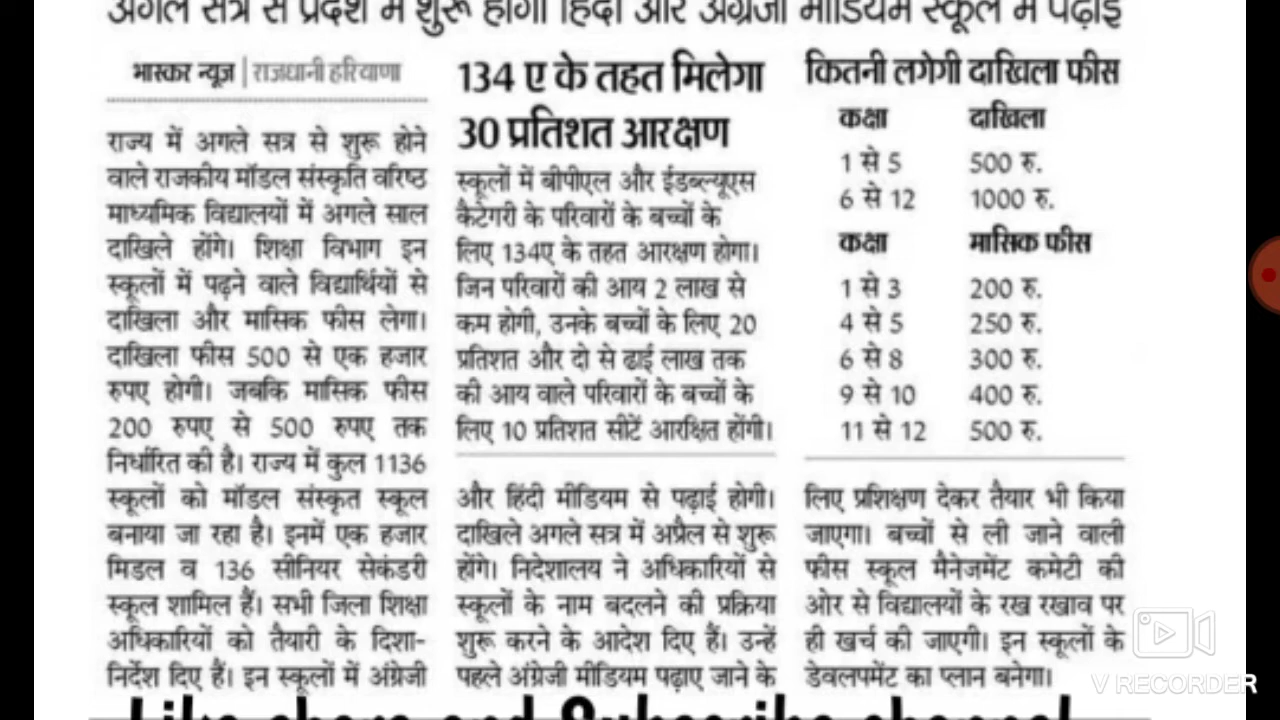 अगले सत्र से प्रदेश में शुरू होगी हिंदी और अंग्रेजी मीडियम स्कूल में पढ़ाई
भास्कर न्यूज | राजधानी हरियाणा
राज्य में अगले सत्र से शुरू होने
वाले राजकीय मॉडल संस्कृति वरिष्ठ
माध्यमिक विद्यालयों में अगले साल
दाखिले होंगे। शिक्षा विभाग इन
स्कूलों में पढ़ने वाले विद्यार्थियों से
दाखिला और मासिक फीस लेगा।
दाखिला फीस 500 से एक हजार
रुपए होगी। जबकि मासिक फीस
200 रुपए से 500 रुपए तक
निर्धारित की है। राज्य में कुल 1136
स्कूलों को मॉडल संस्कृत स्कूल
बनाया जा रहा है। इनमें एक हजार
मिडल व 136 सीनियर सेकंडरी
स्कूल शामिल हैं। सभी जिला शिक्षा
अधिकारियों को तैयारी के दिशा-
निर्देश दिए हैं। इन स्कूलों में अंग्रेजी
134 ए के तहत मिलेगा
30 प्रतिशत आरक्षण
स्कूलों में बीपीएल और ईडब्ल्यूएस
कैटेगरी के परिवारों के बच्चों के
लिए 134ए के तहत आरक्षण होगा।
जिन परिवारों की आय 2 लाख से
कम होगी, उनके बच्चों के लिए 20
प्रतिशत और दो से ढाई लाख तक
की आय वाले परिवारों के बच्चों के
लिए 10 प्रतिशत सीटें आरक्षित होंगी।
और हिंदी मीडियम से पढ़ाई होगी।
दाखिले अगले सत्र में अप्रैल से शुरू
होंगे। निदेशालय ने अधिकारियों से
स्कूलों के नाम बदलने की प्रक्रिया
शुरू करने के आदेश दिए हैं। उन्हें
पहले अंग्रेजी मीडियम पढ़ाए जाने के
कितनी लगेगी दाखिला फीस
कक्षा दाखिला
1 से 5 500 रु.
6 से 12 1000 रु.
कक्षा मासिक फीस
1 से 3 200 रु.
4 से 5 250 रु.
6 से 8 300 रु.
9 से 10 400 रु.
11 से 12 500 रु.
लिए प्रशिक्षण देकर तैयार भी किया
जाएगा। बच्चों से ली जाने वाली
फीस स्कूल मैनेजमेंट कमेटी की
ओर से विद्यालयों के रख रखाव पर
ही खर्च की जाएगी। इन स्कूलों के
डेवलपमेंट का प्लान बनेगा।
V RECORDER
Like share and Subscribe channel